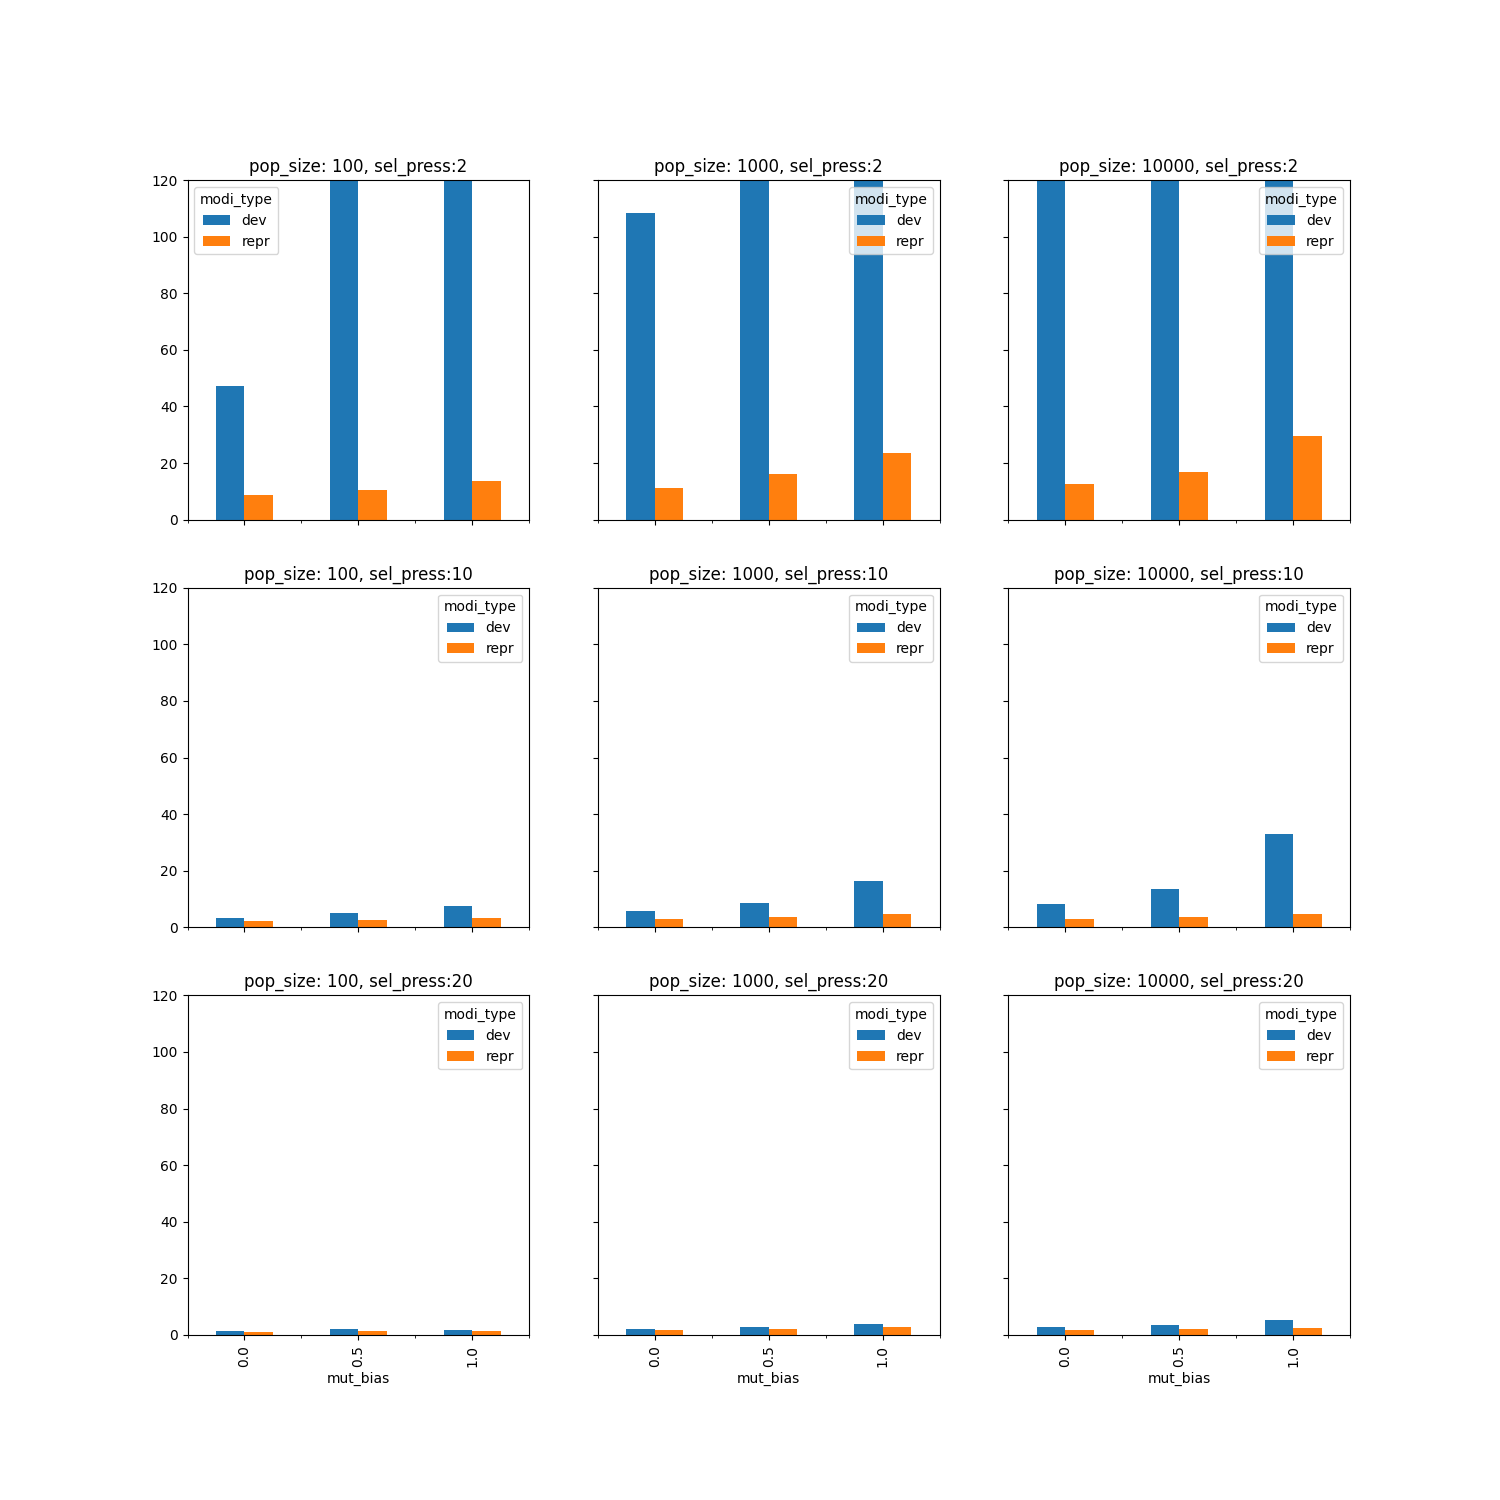 pop_size: 100, sel_press:2
pop_size: 1000, sel_press:2
pop_size: 10000, sel_press:2
120
100
80
60
40
20
0
modi_type
dev
repr
modi_type
dev
repr
modi_type
dev
repr
pop_size: 100, sel_press:10
pop_size: 1000, sel_press:10
pop_size: 10000, sel_press:10
120
100
80
60
40
20
0
modi_type
dev
repr
modi_type
dev
repr
modi_type
dev
repr
pop_size: 100, sel_press:20
pop_size: 1000, sel_press:20
pop_size: 10000, sel_press:20
120
100
80
60
40
20
0
modi_type
dev
repr
modi_type
dev
repr
modi_type
dev
repr
0.0
0.5
1.0
mut_bias
0.0
0.5
1.0
mut_bias
0.0
0.5
1.0
mut_bias